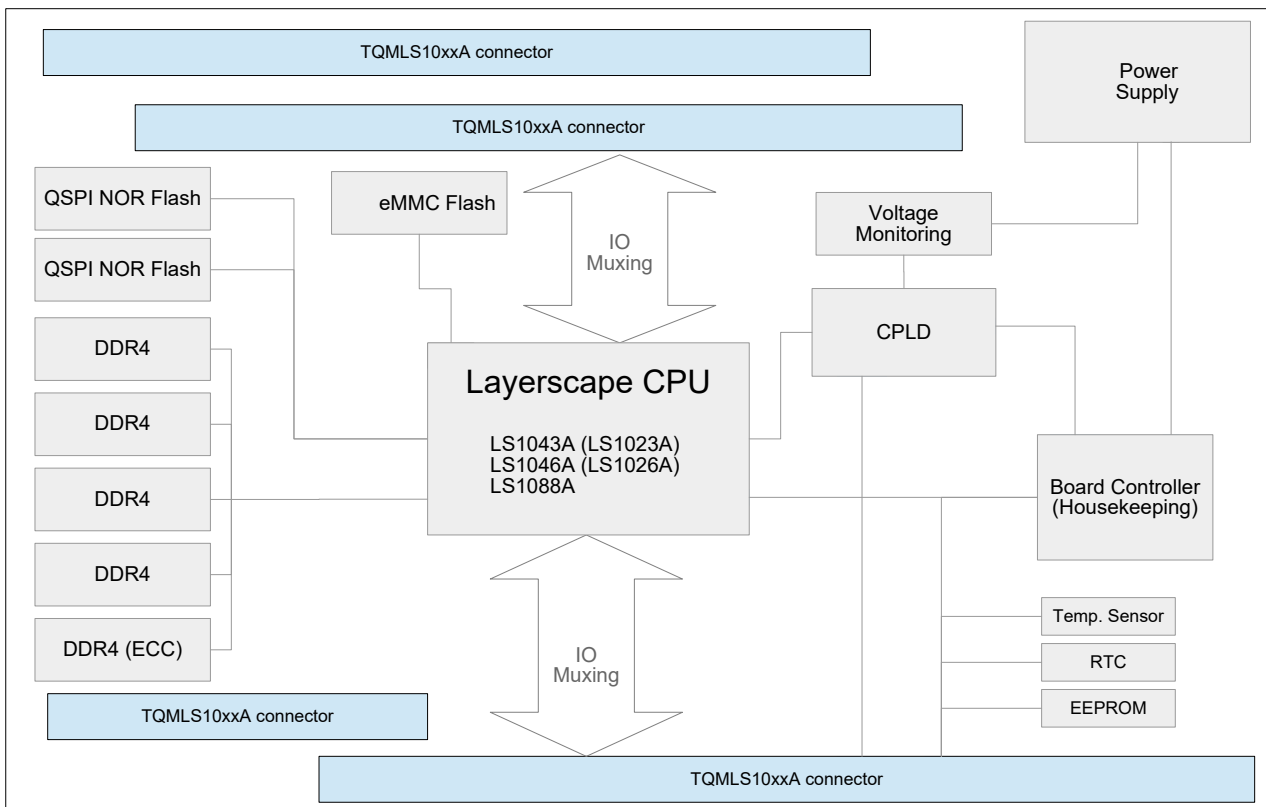 TQMLS10xxA connector
Power
Supply
TQMLS10xxA connector
QSPI NOR Flash
eMMC Flash
Voltage
Monitoring
IO
Muxing
QSPI NOR Flash
CPLD
DDR4
Layerscape CPU
LS1043A (LS1023A)
LS1046A (LS1026A)
LS1088A
DDR4
DDR4
Board Controller
(Housekeeping)
DDR4
DDR4 (ECC)
IO
Muxing
Temp. Sensor
RTC
EEPROM
TQMLS10xxA connector
TQMLS10xxA connector